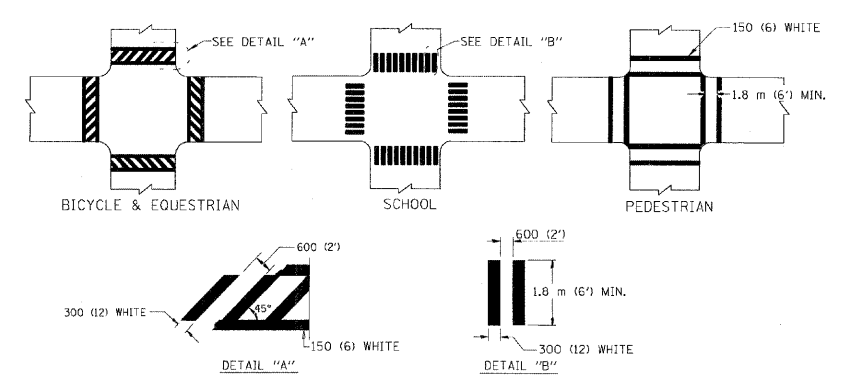 SEE DETAIL "A"
BICYCLE & EQUESTRIAN
SEE DETAIL "B"
SCHOOL
150 (6) WHITE
1.8 m (6') MIN.
PEDESTRIAN
600 (2')
300 (12) WHITE
45°
150 (6) WHITE
DETAIL "A"
600 (2')
1.8 m (6') MIN.
300 (12) WHITE
DETAIL "B"